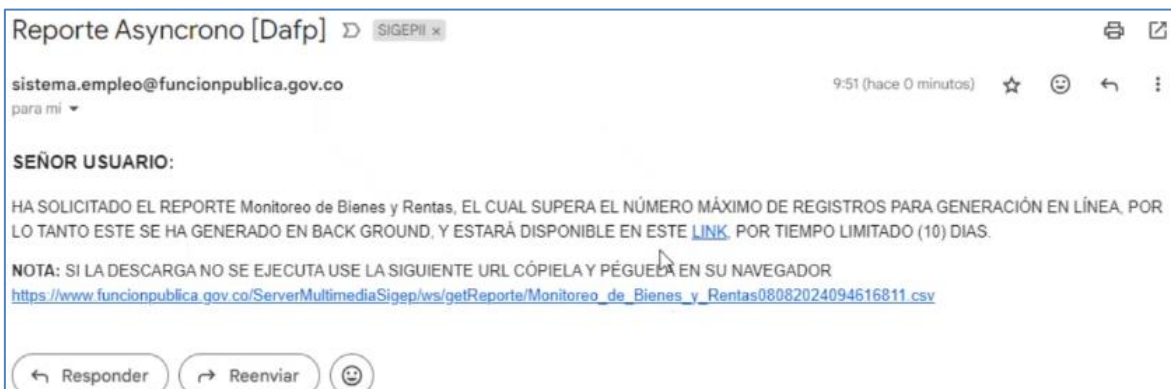 Reporte Asyncrono [Dafp] SIGEPII ×
sistema.empleo@funcionpublica.gov.co 9:51 (hace 0 minutos)
para mí
SEÑOR USUARIO:
HA SOLICITADO EL REPORTE Monitoreo de Bienes y Rentas, EL CUAL SUPERA EL NÚMERO MÁXIMO DE REGISTROS PARA GENERACIÓN EN LÍNEA, POR
LO TANTO ESTE SE HA GENERADO EN BACK GROUND, Y ESTARÁ DISPONIBLE EN ESTE LINK, POR TIEMPO LIMITADO (10) DIAS.
NOTA: SI LA DESCARGA NO SE EJECUTA USE LA SIGUIENTE URL CÓPIELA Y PÉGUELA EN SU NAVEGADOR
https://www.funcionpublica.gov.co/ServerMultimediaSigep/ws/getReporte/Monitoreo_de_Bienes_y_Rentas08082024094616811.csv
Responder Reenviar